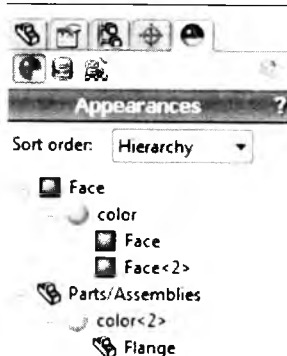 Appearances ?
Sort order: Hierarchy
Face
color
Face
Face<2>
Parts/Assemblies
color<2>
Flange